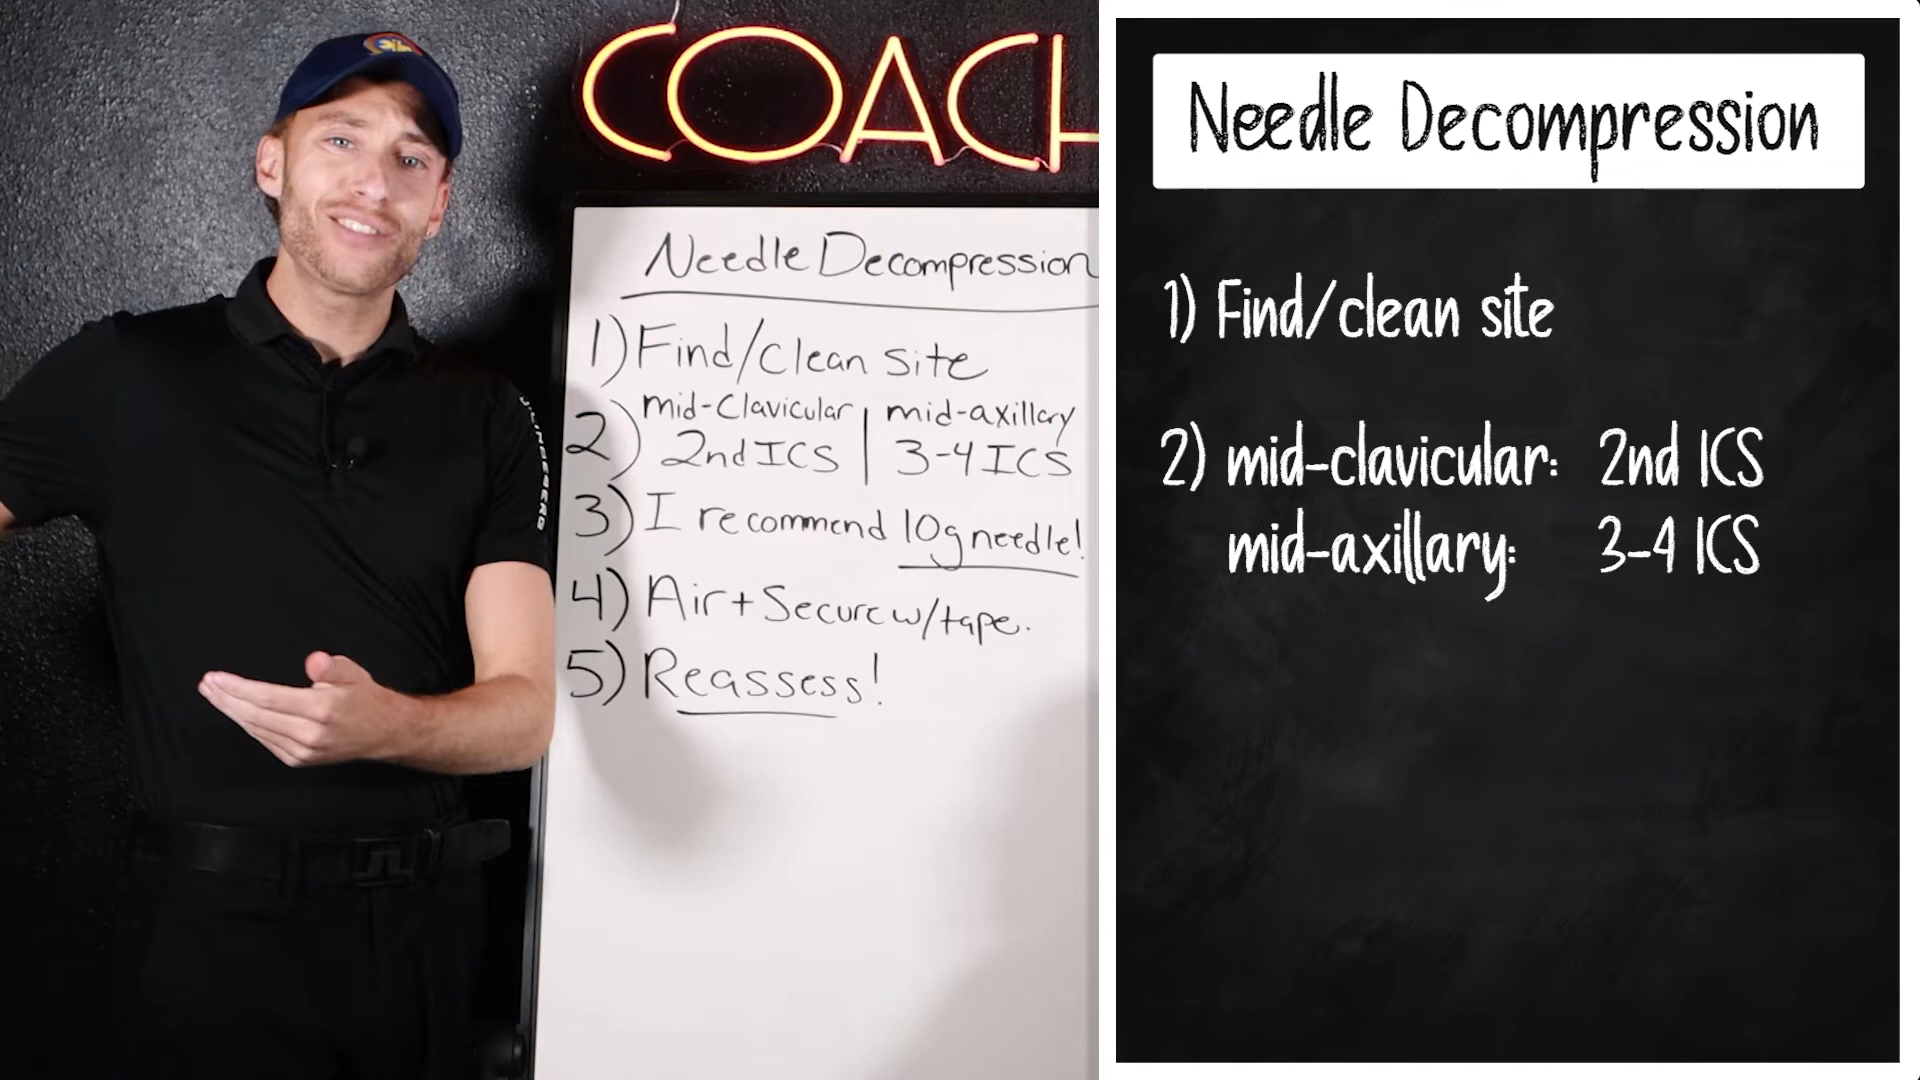 COACH
Needle Decompression
1) Find/clean site
2) mid-clavicular | mid-axillary
2nd ICS | 3-4 ICS
3) I recommend 10g needle!
4) Air + Secure w/tape.
5) Reassess!
J.LINDEBERG
Needle Decompression
1) Find/clean site
2) mid-clavicular: 2nd ICS
mid-axillary: 3-4 ICS